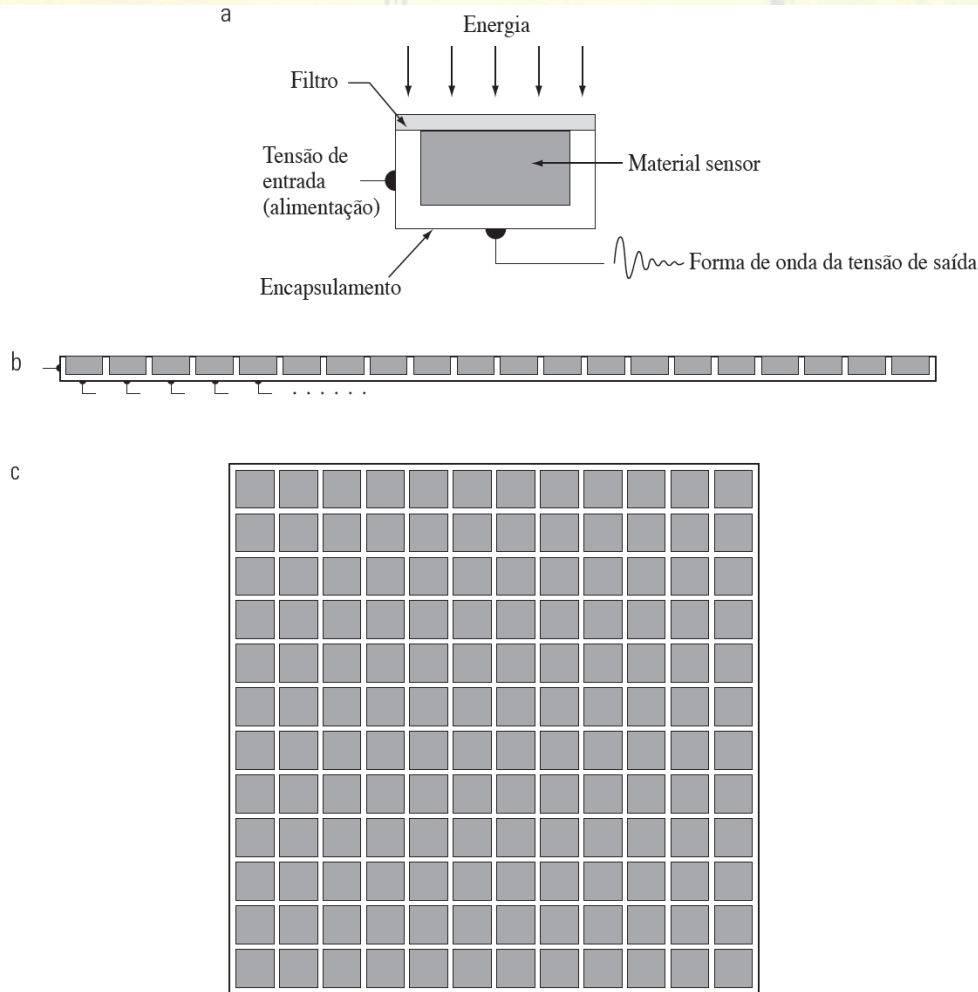 a
Energia
Filtro
Tensão de
entrada
(alimentação)
Material sensor
Forma de onda da tensão de saída
Encapsulamento
b
. . . . . .
c